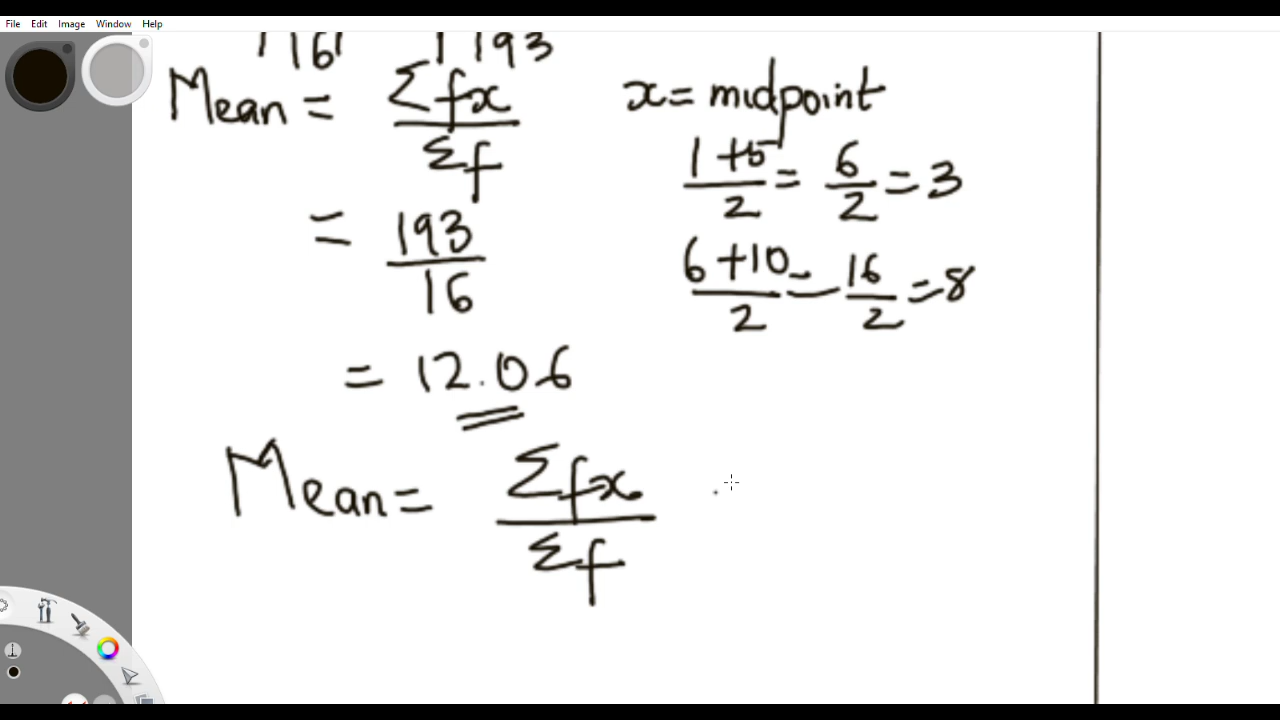 File Edit Image Window Help
16 193
Mean = Σfx / Σf
x = midpoint
= 193 / 16
1+5 / 2 = 6 / 2 = 3
6+10 / 2 = 16 / 2 = 8
= 12.06
Mean = Σfx / Σf